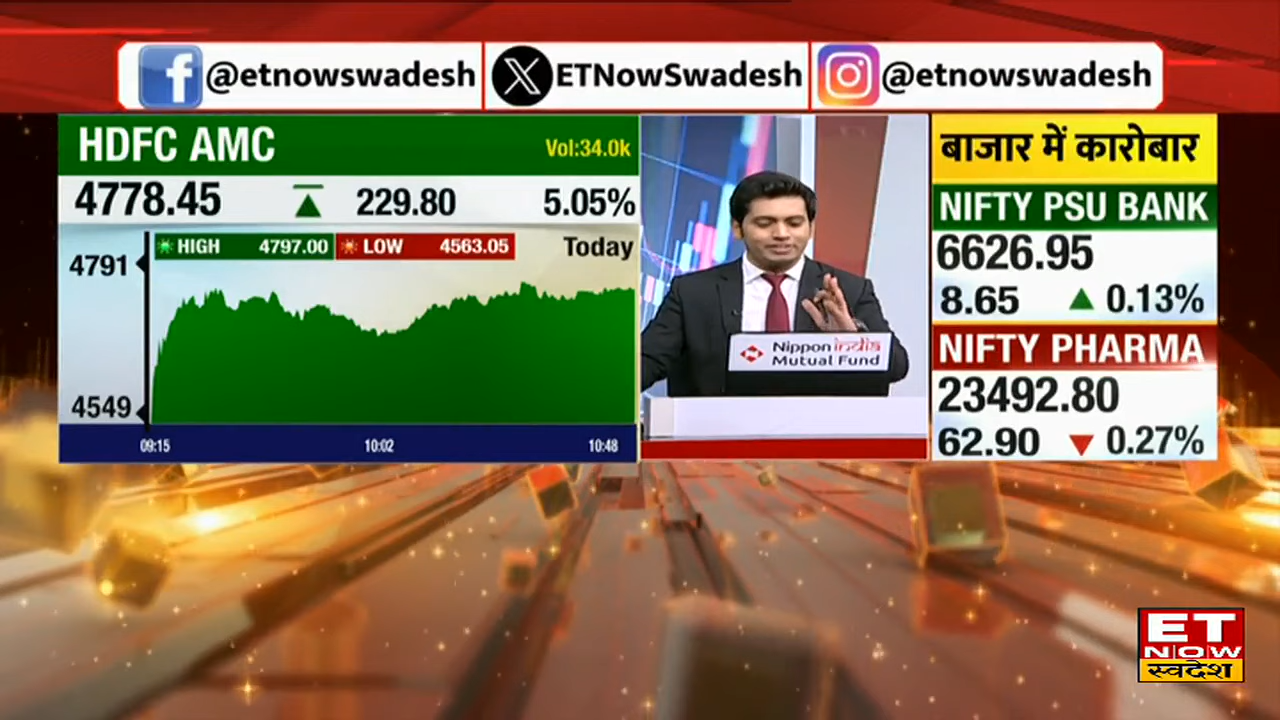 @etnowswadesh
ETNowSwadesh
@etnowswadesh
HDFC AMC
Vol:34.0k
4778.45 229.80 5.05%
HIGH 4797.00 LOW 4563.05 Today
4791
4549
09:15 10:02 10:48
Nippon india
Mutual Fund
बाजार में कारोबार
NIFTY PSU BANK
6626.95
8.65 0.13%
NIFTY PHARMA
23492.80
62.90 0.27%
ET
NOW
स्वदेश